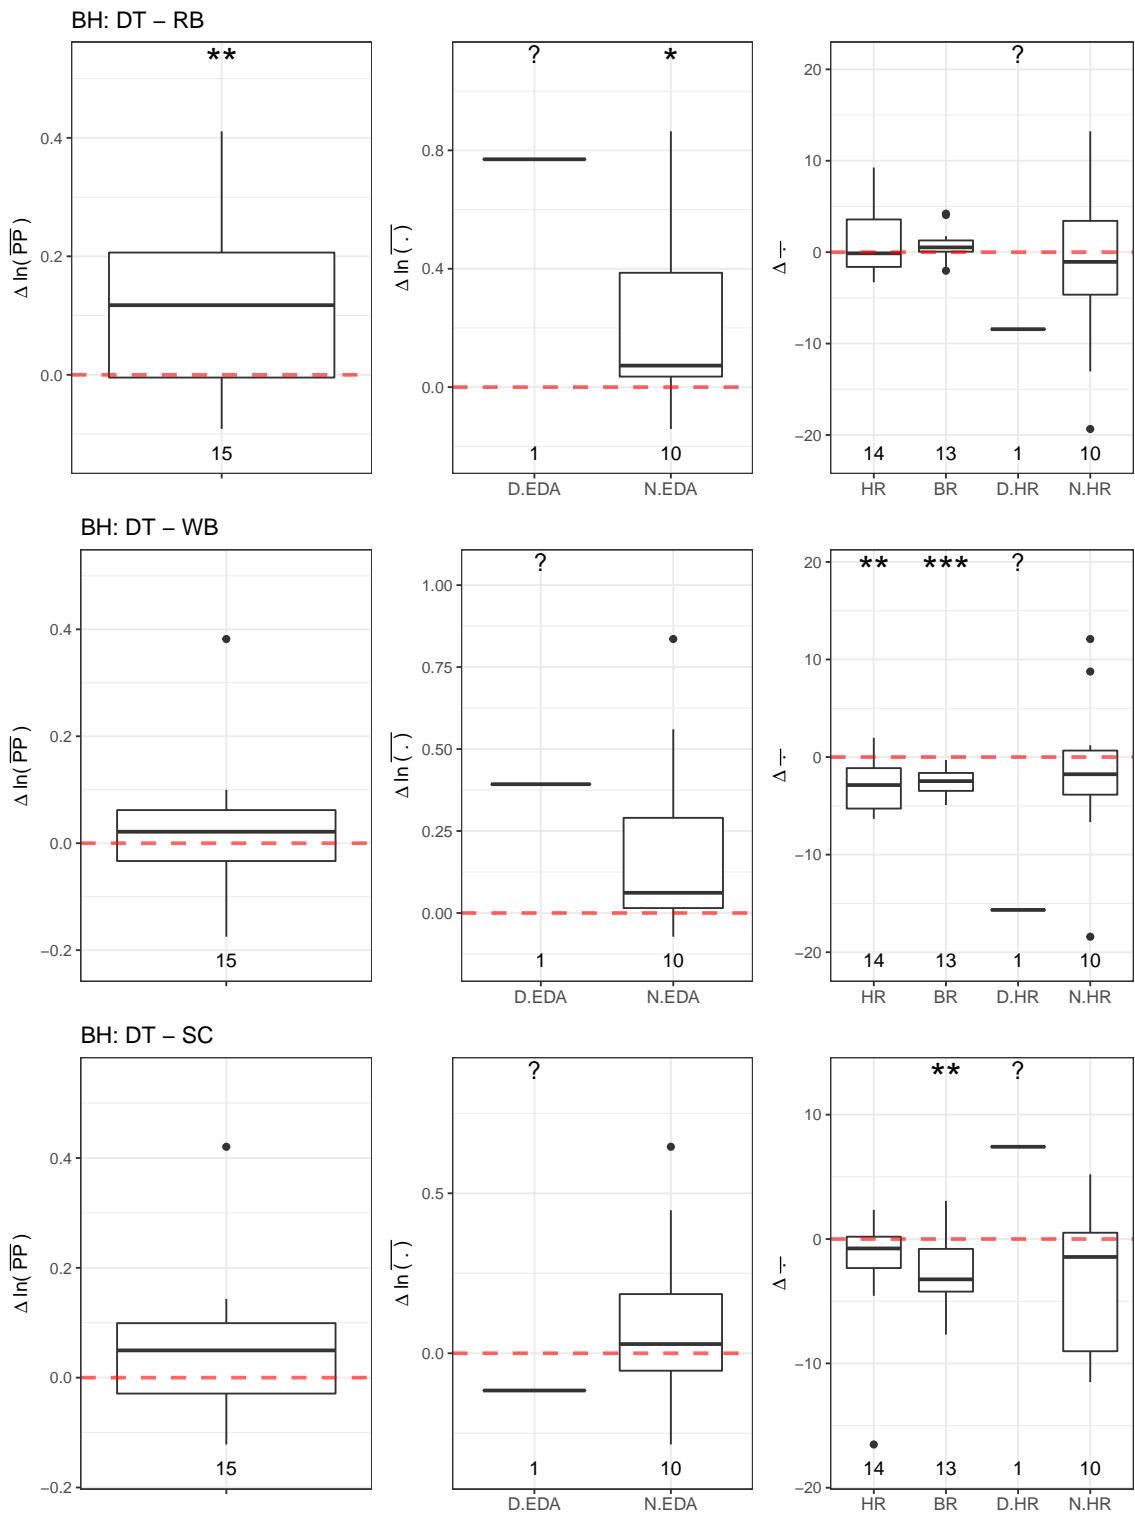 BH: DT – RB
Δ ln( PP )
0.4
0.2
0.0
**
15
Δ ln ( . )
0.8
0.4
0.0
? *
1 10
D.EDA N.EDA
Δ .
20
10
0
−10
−20
?
14 13 1 10
HR BR D.HR N.HR
BH: DT – WB
Δ ln( PP )
0.4
0.2
0.0
−0.2
15
Δ ln ( . )
1.00
0.75
0.50
0.25
0.00
?
1 10
D.EDA N.EDA
Δ .
20
10
0
−10
−20
** *** ?
14 13 1 10
HR BR D.HR N.HR
BH: DT – SC
Δ ln( PP )
0.4
0.2
0.0
−0.2
15
Δ ln ( . )
0.5
0.0
?
1 10
D.EDA N.EDA
Δ .
10
0
−10
−20
** ?
14 13 1 10
HR BR D.HR N.HR